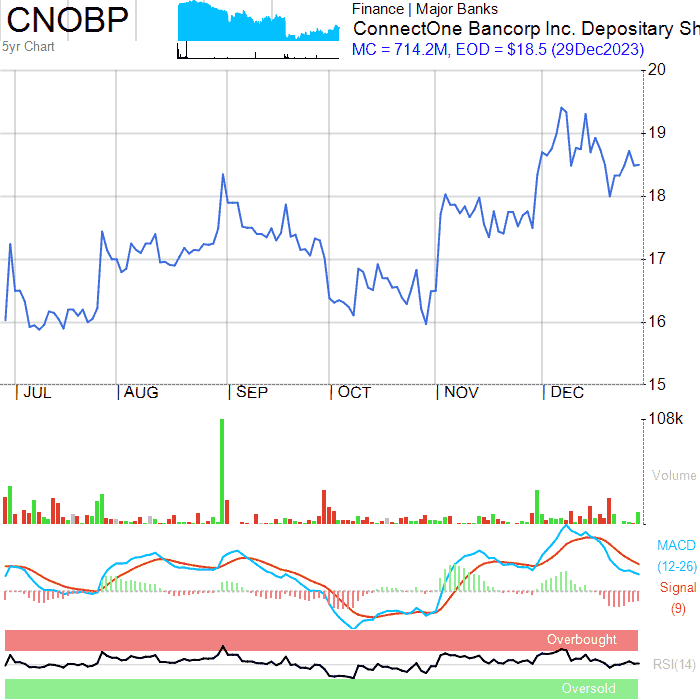 CNOBP
5yr Chart
Finance | Major Banks
ConnectOne Bancorp Inc. Depositary Sh
MC = 714.2M, EOD = $18.5 (29Dec2023)
20
19
18
17
16
15
JUL AUG SEP OCT NOV DEC
108k
Volume
MACD
(12-26)
Signal
(9)
Overbought
RSI(14)
Oversold